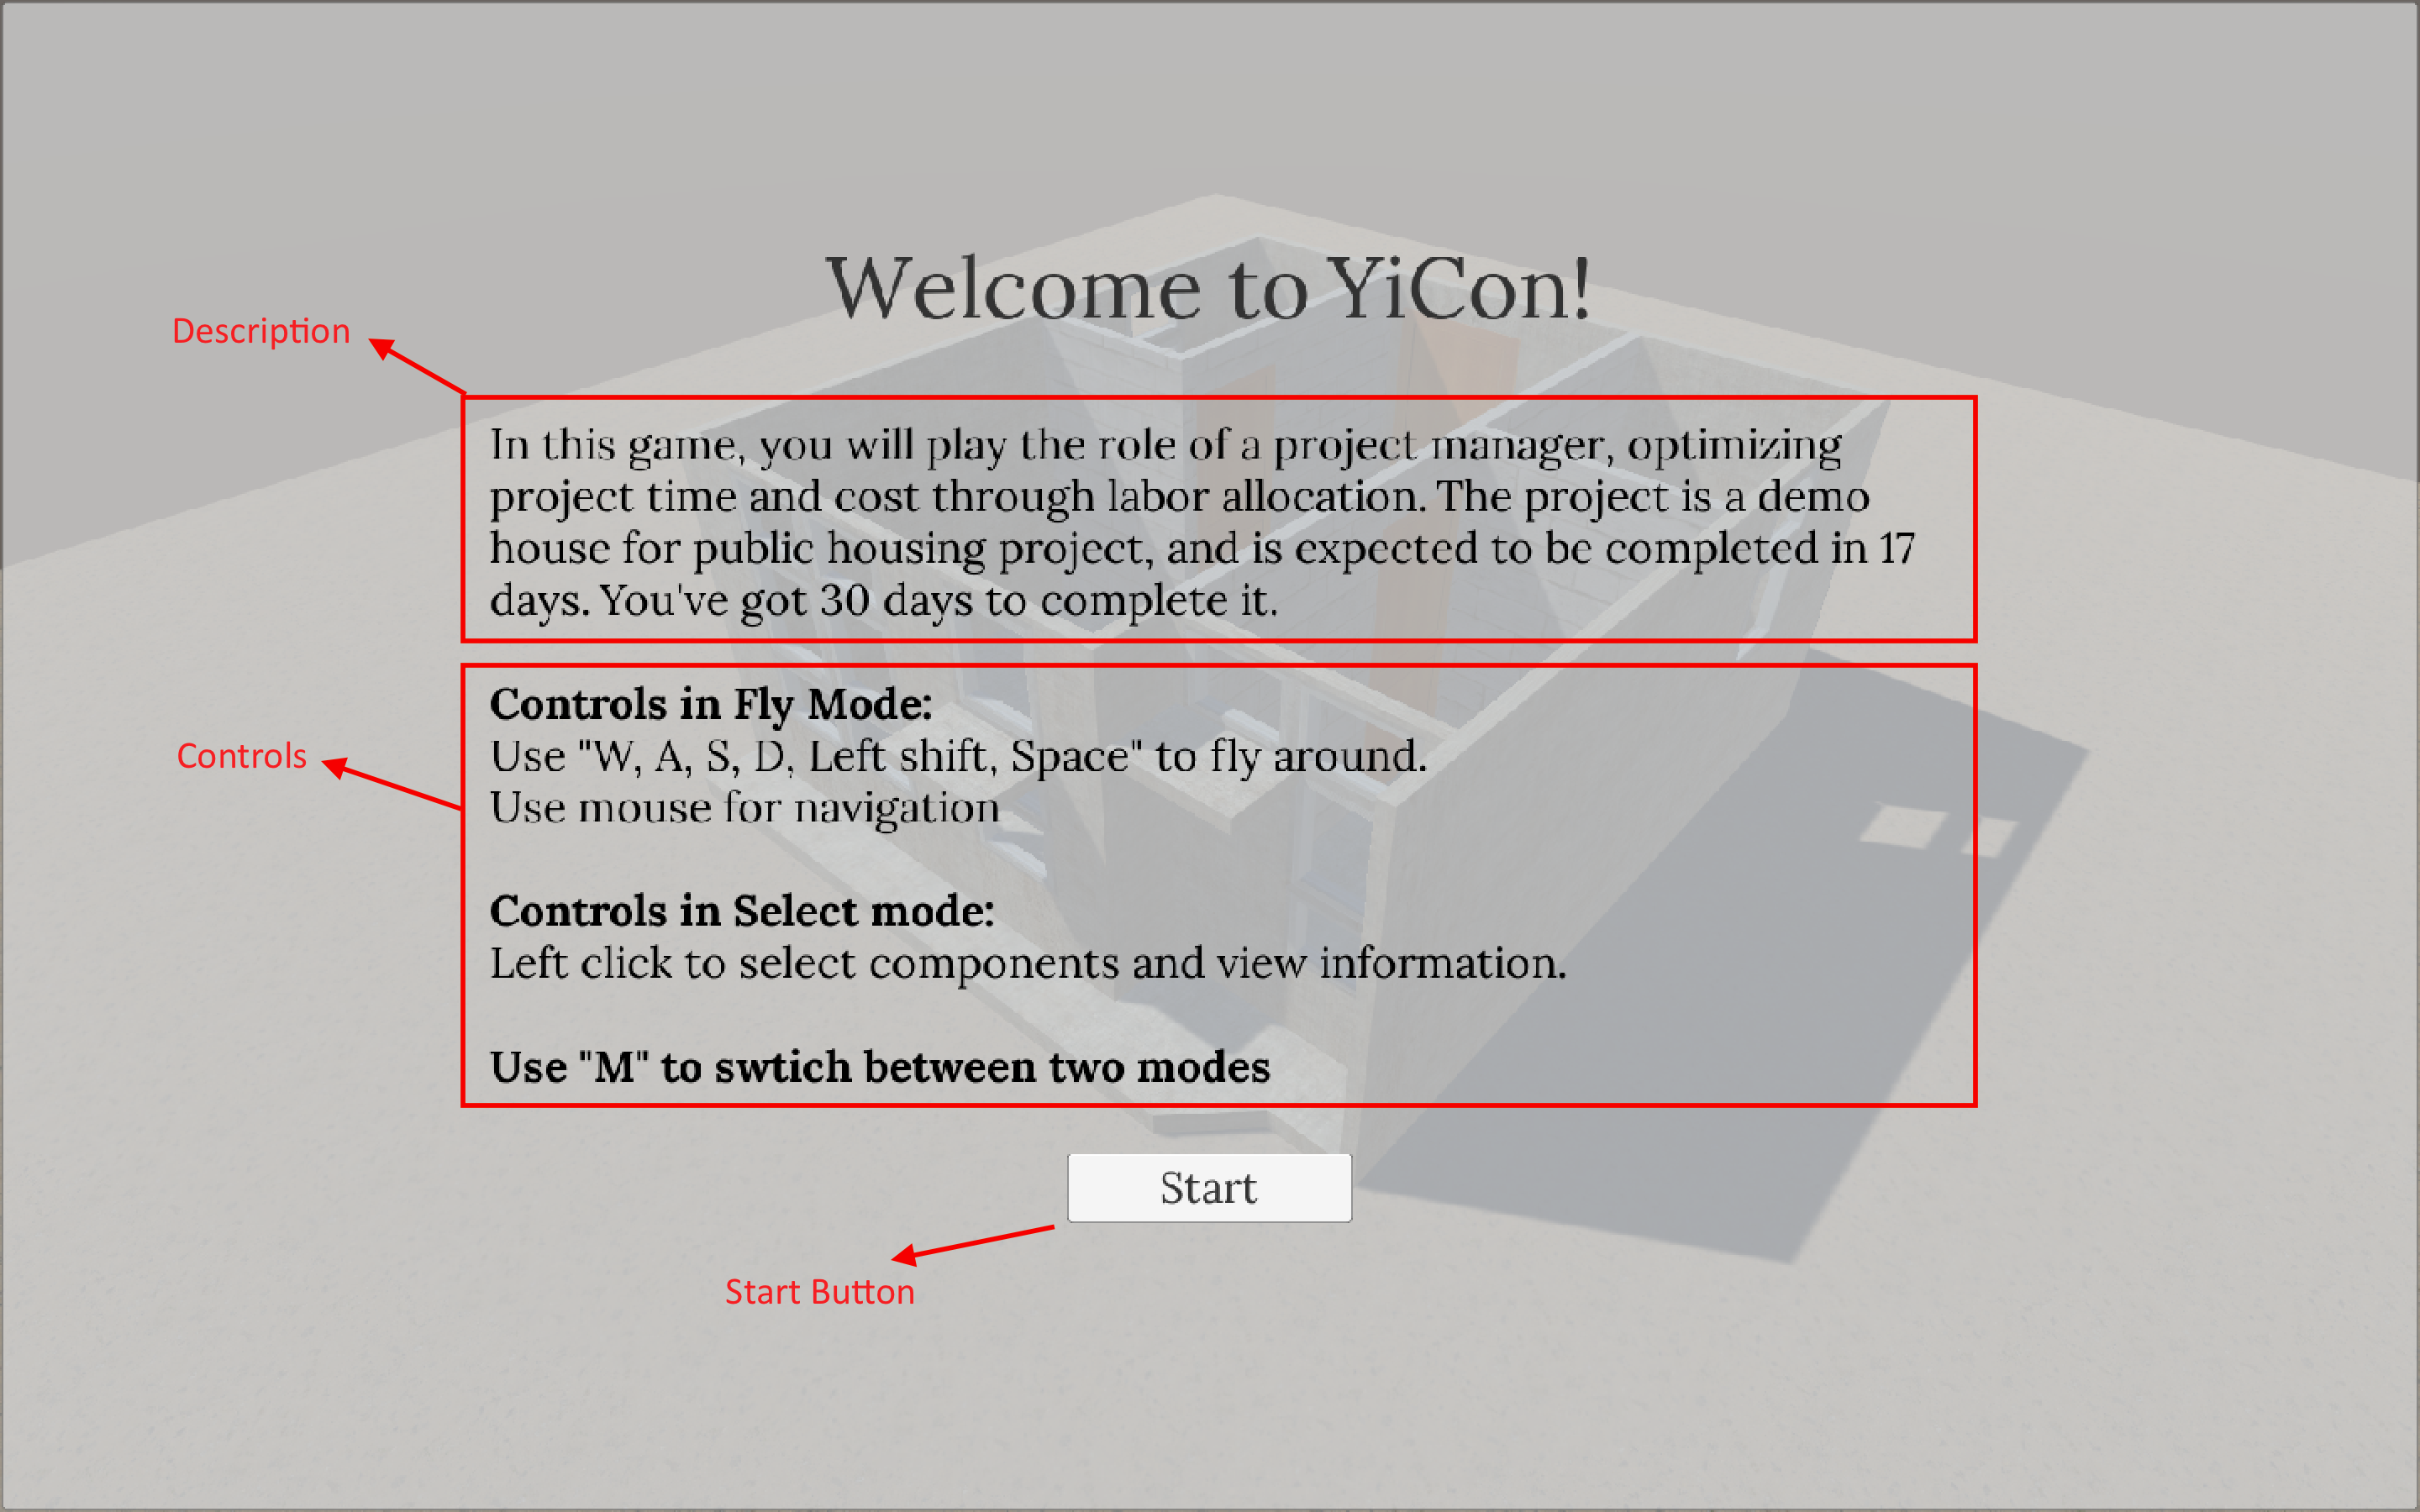 Welcome to YiCon!
Description
In this game, you will play the role of a project manager, optimizing
project time and cost through labor allocation. The project is a demo
house for public housing project, and is expected to be completed in 17
days. You've got 30 days to complete it.
Controls
Controls in Fly Mode:
Use "W, A, S, D, Left shift, Space" to fly around.
Use mouse for navigation
Controls in Select mode:
Left click to select components and view information.
Use "M" to swtich between two modes
Start
Start Button